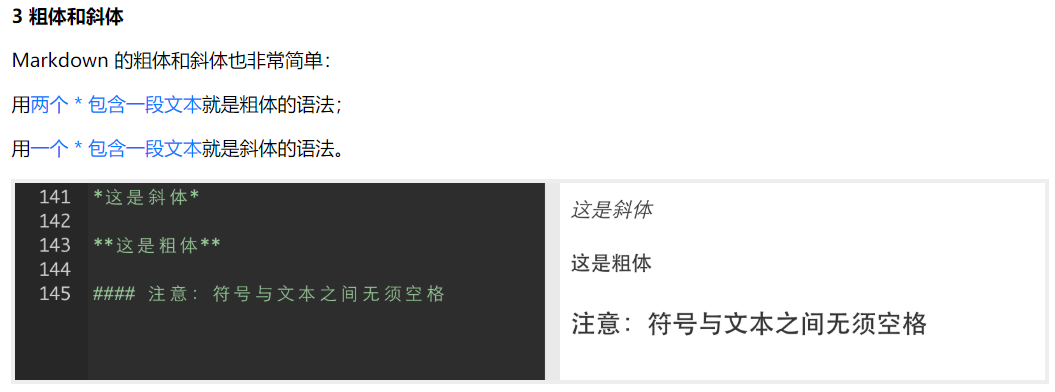 3 粗体和斜体
Markdown 的粗体和斜体也非常简单：
用两个 * 包含一段文本就是粗体的语法；
用一个 * 包含一段文本就是斜体的语法。
141 *这是斜体*
142
143 **这是粗体**
144
145 #### 注意：符号与文本之间无须空格
这是斜体
这是粗体
注意：符号与文本之间无须空格